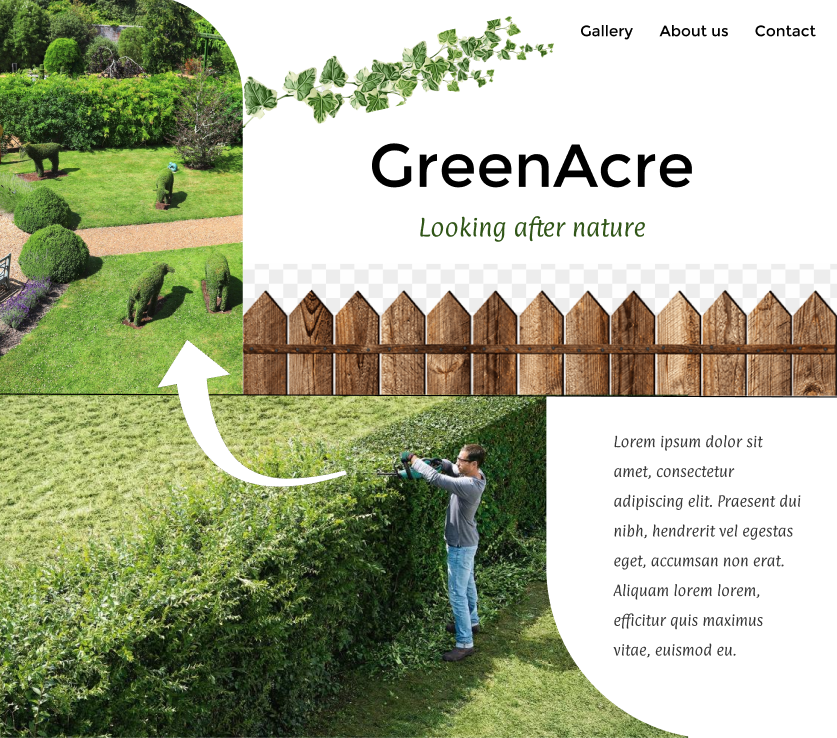 Gallery About us Contact
GreenAcre
Looking after nature
Lorem ipsum dolor sit
amet, consectetur
adipiscing elit. Praesent dui
nibh, hendrerit vel egestas
eget, accumsan non erat.
Aliquam lorem lorem,
efficitur quis maximus
vitae, euismod eu.